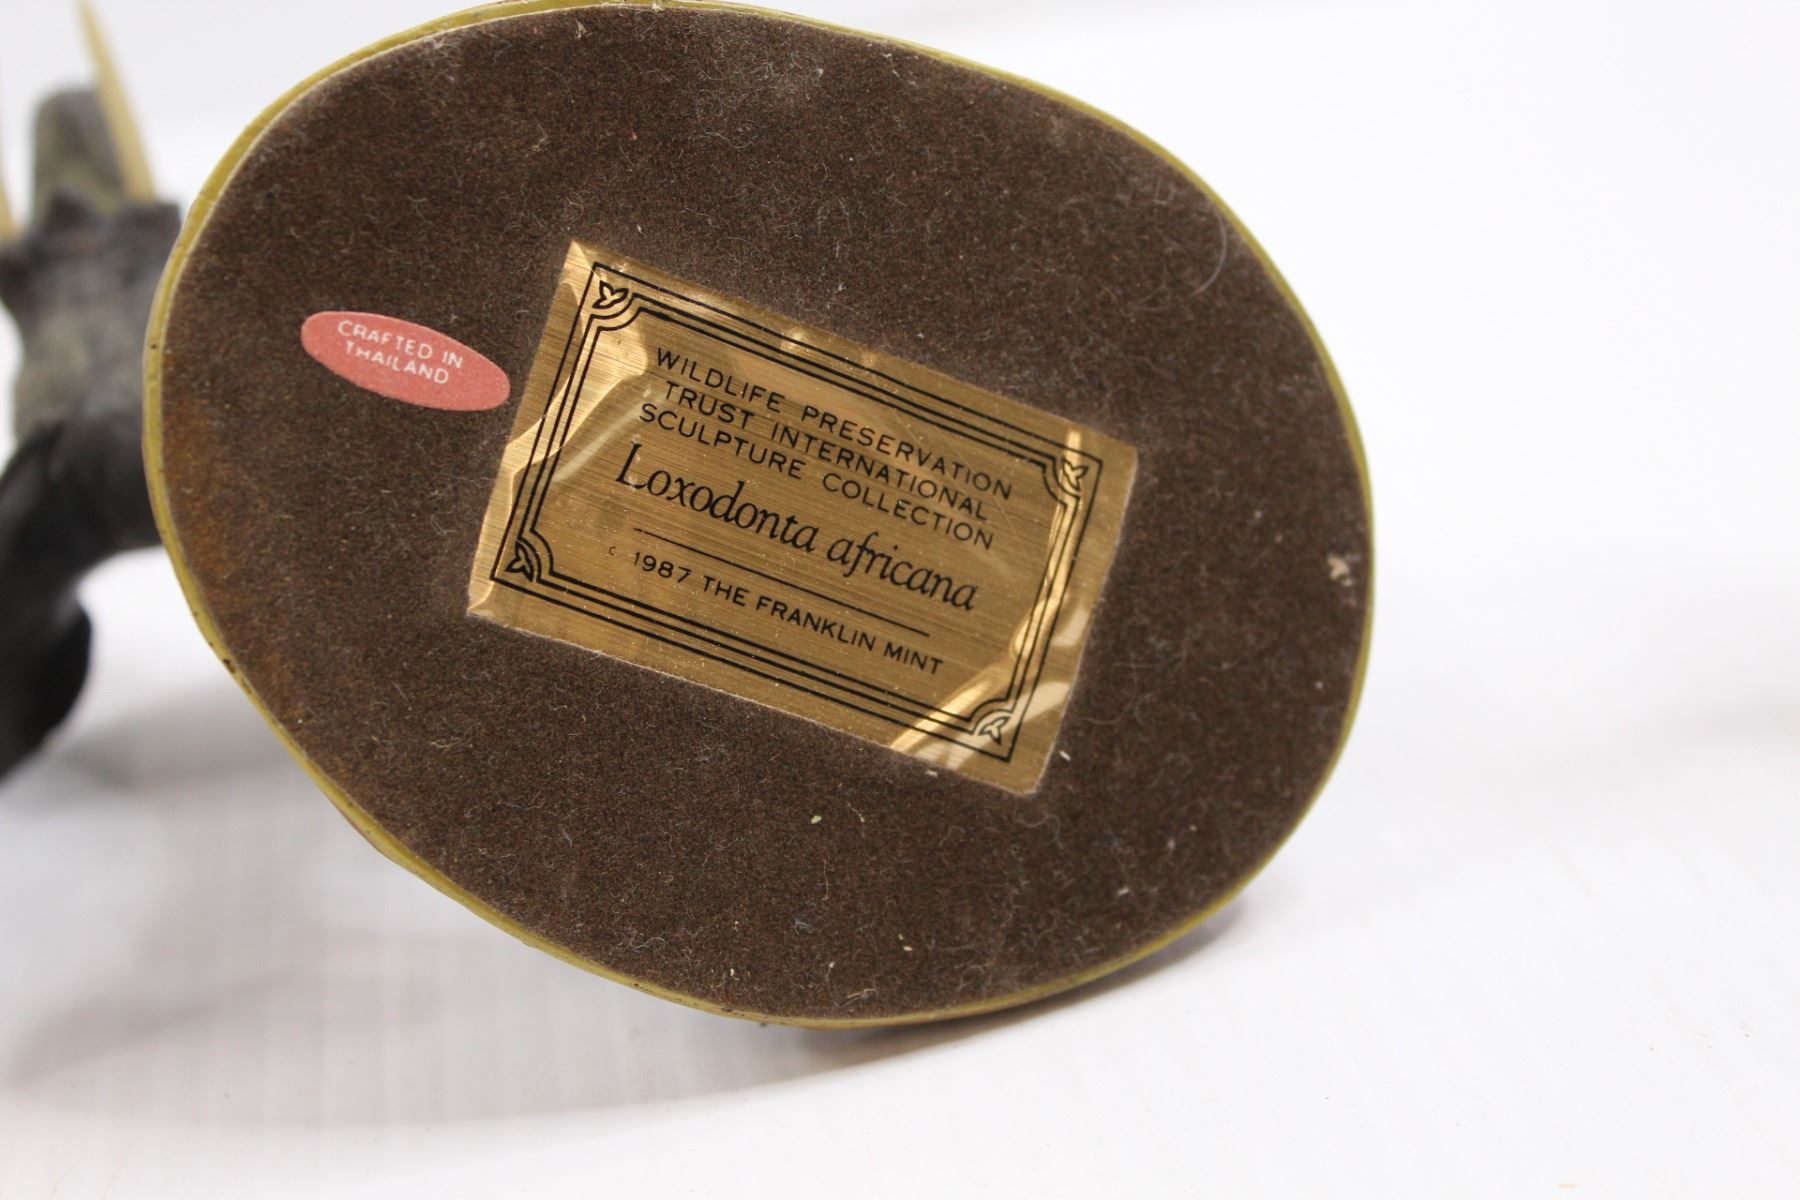 CRAFTED IN
THAILAND
WILDLIFE PRESERVATION
TRUST INTERNATIONAL
SCULPTURE COLLECTION
Loxodonta africana
c 1987 THE FRANKLIN MINT